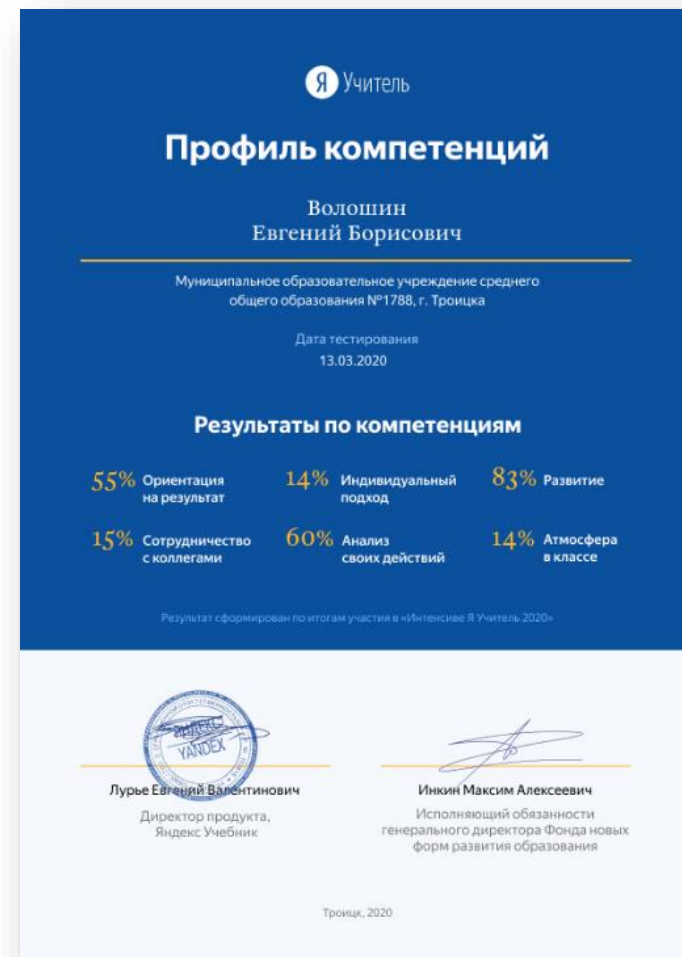 Я Учитель
Профиль компетенций
Волошин
Евгений Борисович
Муниципальное образовательное учреждение среднего
общего образования №1788, г. Троицка
Дата тестирования
13.03.2020
Результаты по компетенциям
55% Ориентация
на результат
14% Индивидуальный
подход
83% Развитие
15% Сотрудничество
с коллегами
60% Анализ
своих действий
14% Атмосфера
в классе
Результат сформирован по итогам участия в «Интенсиве Я Учитель 2020»
Яндекс
YANDEX
Лурье Евгений Валентинович
Директор продукта,
Яндекс Учебник
Инкин Максим Алексеевич
Исполняющий обязанности
генерального директора Фонда новых
форм развития образования
Троицк, 2020